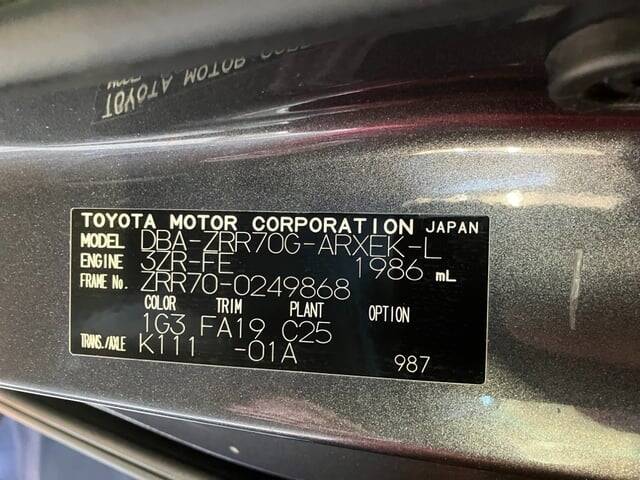 TOYOTA MOTOR CORPORATION JAPAN
MODEL DBA-ZRR70G-ARXEK-L
ENGINE 3ZR-FE 1986 mL
FRAME No. ZRR70-0249868
COLOR TRIM PLANT OPTION
1G3 FA19 C25
TRANS./AXLE K111 -01A 987